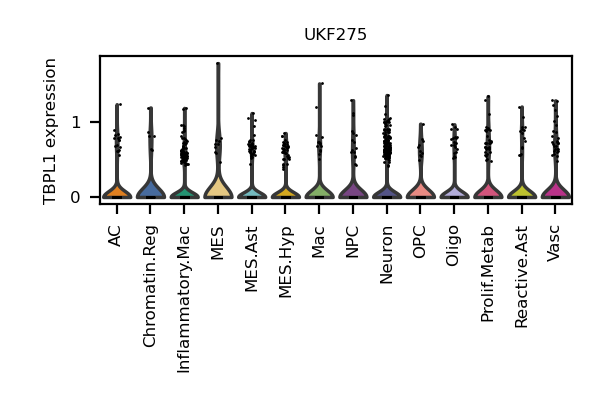 UKF275
TBPL1 expression
1
0
AC
Chromatin.Reg
Inflammatory.Mac
MES
MES.Ast
MES.Hyp
Mac
NPC
Neuron
OPC
Oligo
Prolif.Metab
Reactive.Ast
Vasc